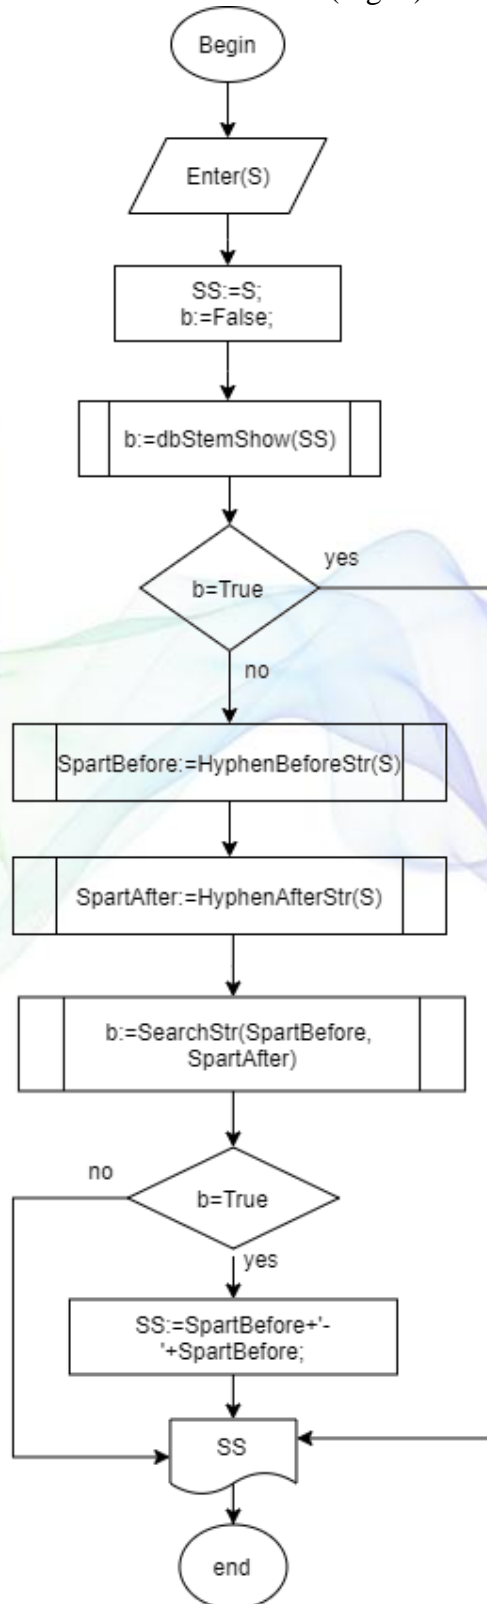 Begin
Enter(S)
SS:=S;
b:=False;
b:=dbStemShow(SS)
yes
b=True
no
SpartBefore:=HyphenBeforeStr(S)
SpartAfter:=HyphenAfterStr(S)
b:=SearchStr(SpartBefore,
SpartAfter)
no
b=True
yes
SS:=SpartBefore+'-
'+SpartBefore;
SS
end